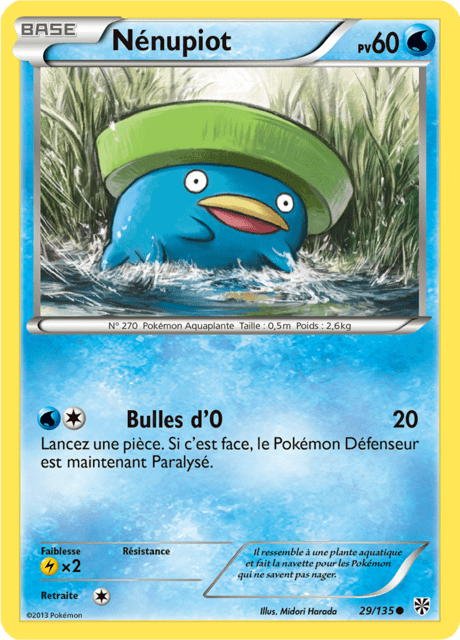 BASE
Nénupiot
PV60
N° 270 Pokémon Aquaplante Taille : 0,5m Poids : 2,6kg
Bulles d'O 20
Lancez une pièce. Si c'est face, le Pokémon Défenseur
est maintenant Paralysé.
Faiblesse Résistance
×2
Retraite
Il ressemble à une plante aquatique
et fait la navette pour les Pokémon
qui ne savent pas nager.
©2013 Pokémon
Illus. Midori Harada 29/135